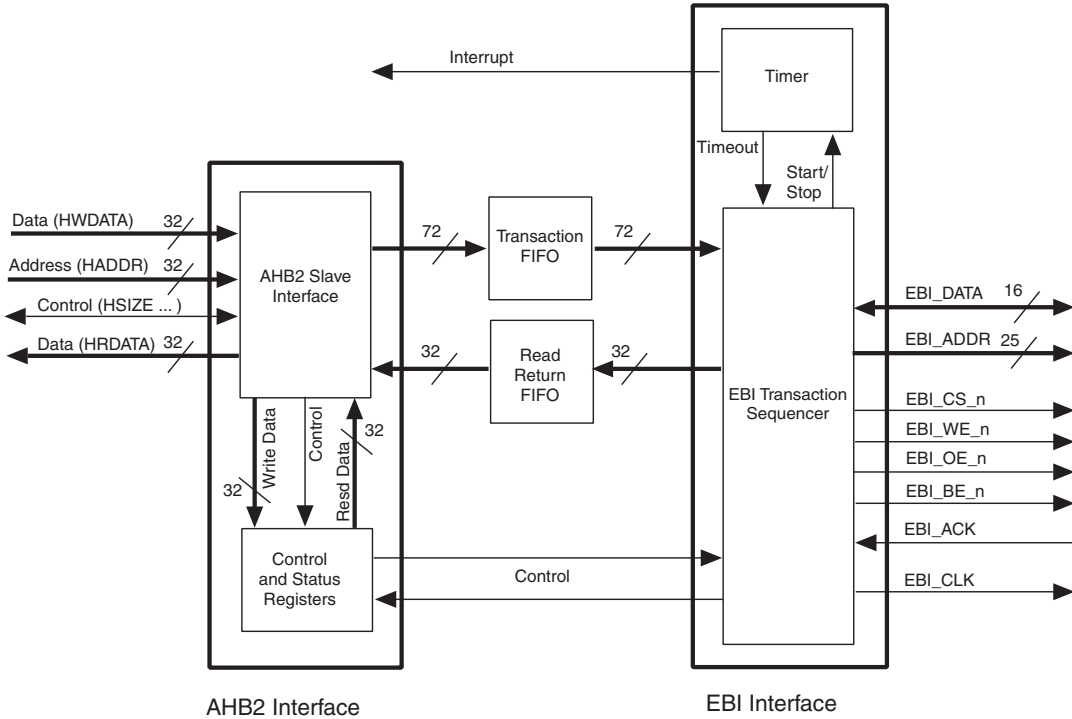 Interrupt
Timer
Timeout
Start/
Stop
Data (HWDATA)
32
Address (HADDR)
32
Control (HSIZE ... )
Data (HRDATA)
32
AHB2 Slave
Interface
72
Transaction
FIFO
72
32
Read
Return
FIFO
32
EBI Transaction
Sequencer
EBI_DATA
16
EBI_ADDR
25
EBI_CS_n
EBI_WE_n
EBI_OE_n
EBI_BE_n
EBI_ACK
EBI_CLK
32
Write Data
Control
Resd Data
32
Control
and Status
Registers
Control
AHB2 Interface
EBI Interface